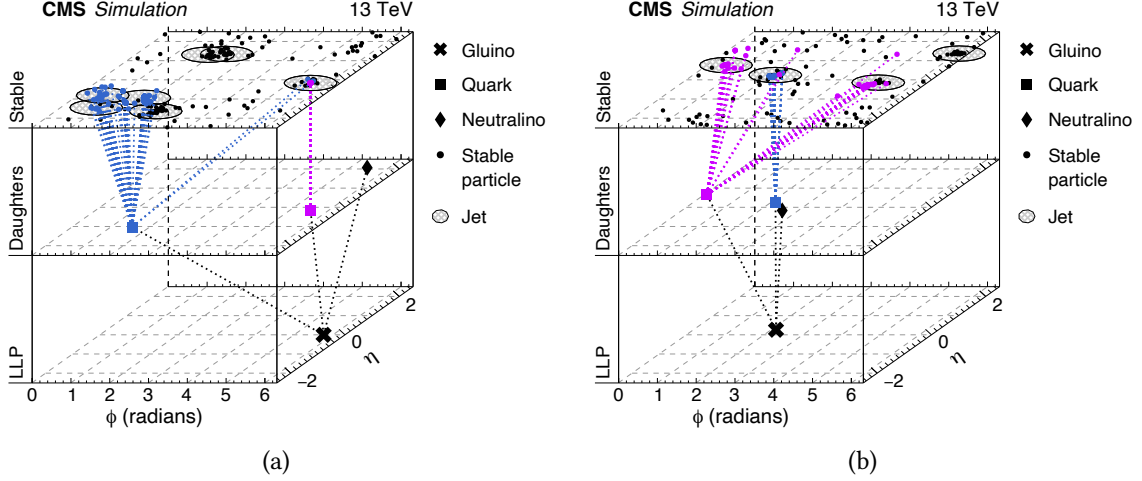 CMS Simulation 13 TeV
Stable
Daughters
LLP
Gluino
Quark
Neutralino
Stable
particle
Jet
2
0
−2
η
0 1 2 3 4 5 6
ϕ (radians)
(a)
CMS Simulation 13 TeV
Stable
Daughters
LLP
Gluino
Quark
Neutralino
Stable
particle
Jet
2
0
−2
η
0 1 2 3 4 5 6
ϕ (radians)
(b)